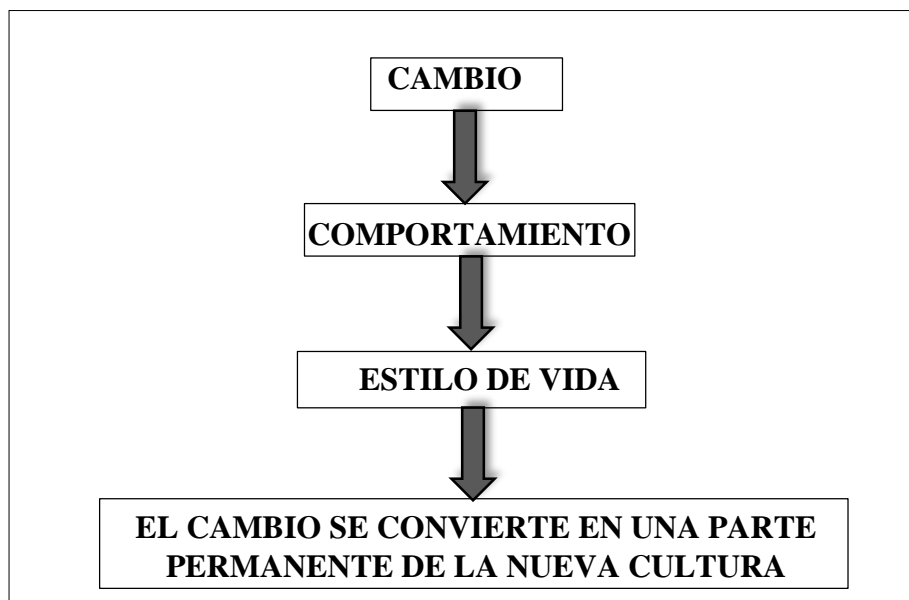 CAMBIO
COMPORTAMIENTO
ESTILO DE VIDA
EL CAMBIO SE CONVIERTE EN UNA PARTE
PERMANENTE DE LA NUEVA CULTURA